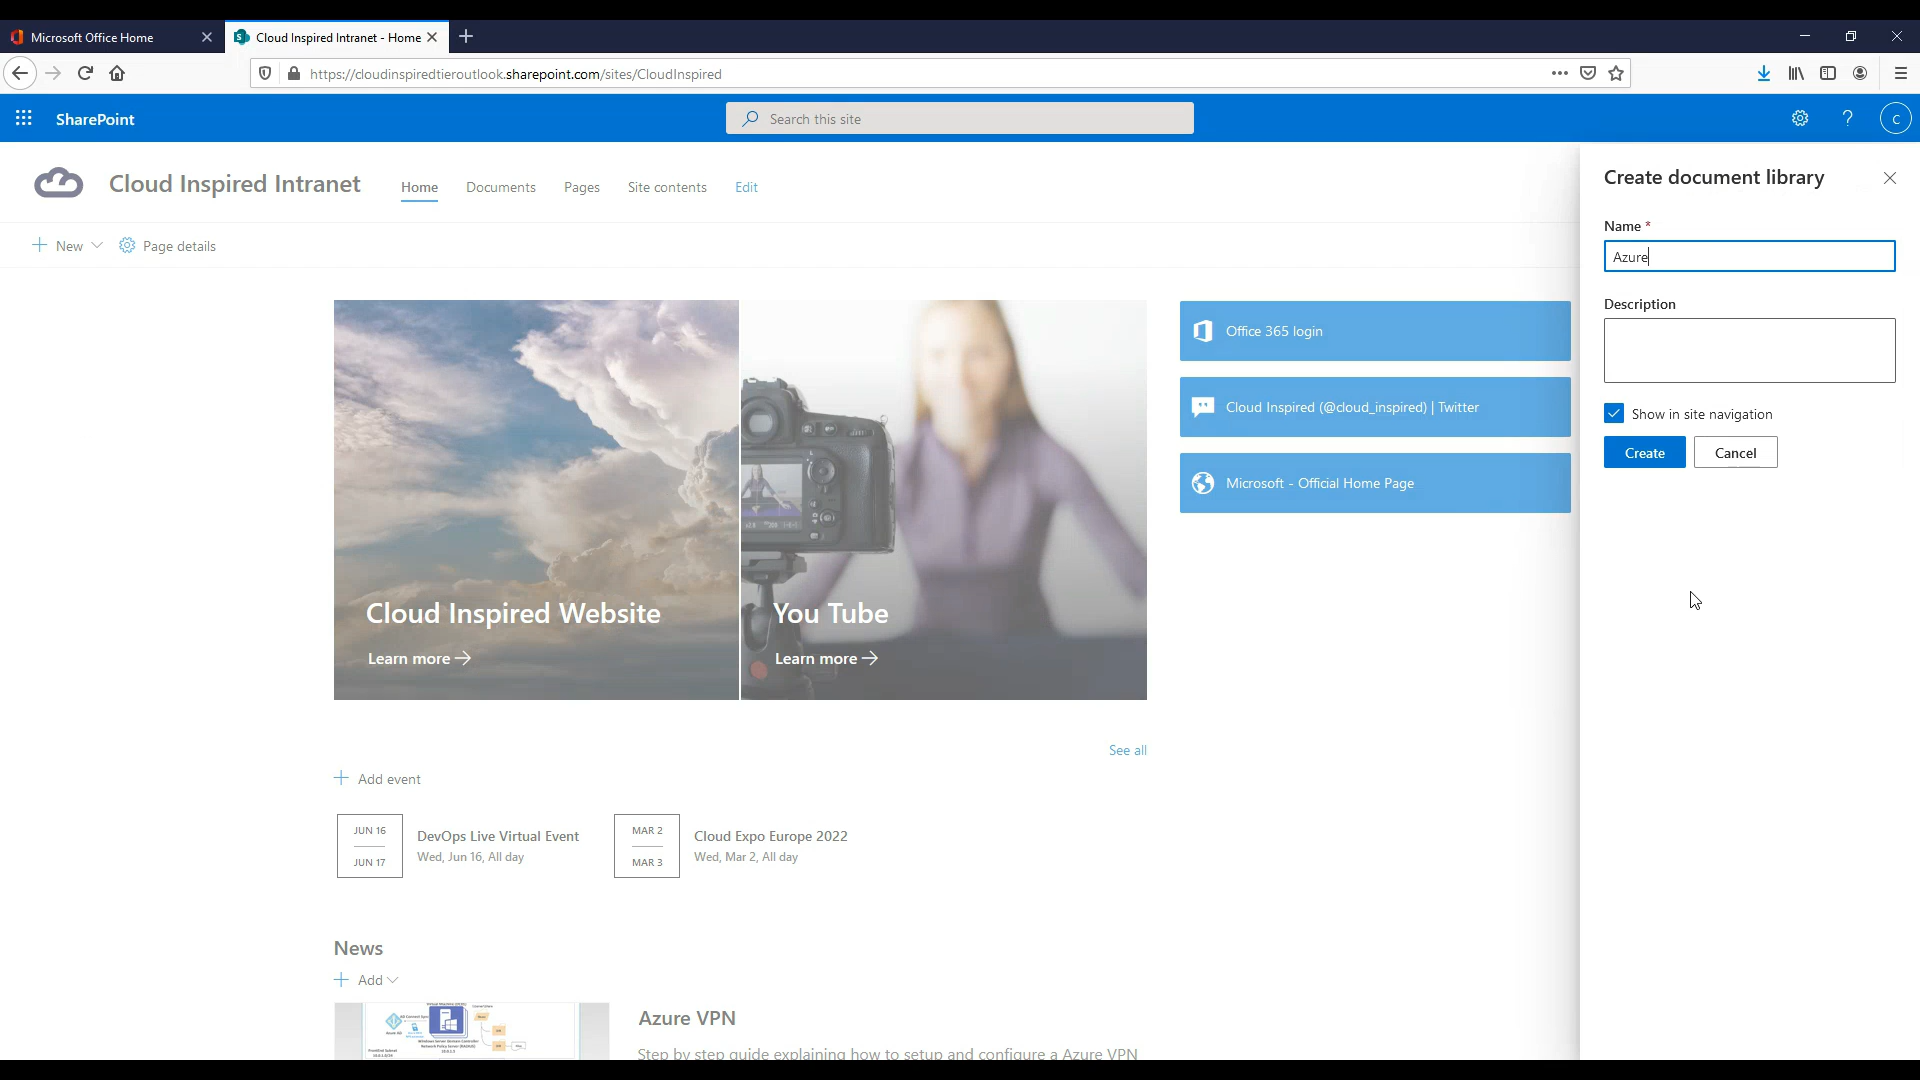 Microsoft Office Home
Cloud Inspired Intranet - Home
https://cloudinspiredtieroutlook.sharepoint.com/sites/CloudInspired
SharePoint
Search this site
C
Cloud Inspired Intranet
Home
Documents
Pages
Site contents
Edit
New
Page details
Create document library
Name *
Azure
Description
Show in site navigation
Create
Cancel
Office 365 login
Cloud Inspired (@cloud_inspired) | Twitter
Microsoft - Official Home Page
Cloud Inspired Website
Learn more
You Tube
Learn more
See all
Add event
JUN 16
JUN 17
DevOps Live Virtual Event
Wed, Jun 16, All day
MAR 2
MAR 3
Cloud Expo Europe 2022
Wed, Mar 2, All day
News
Add
Azure VPN
Step by step guide explaining how to setup and configure a Azure VPN